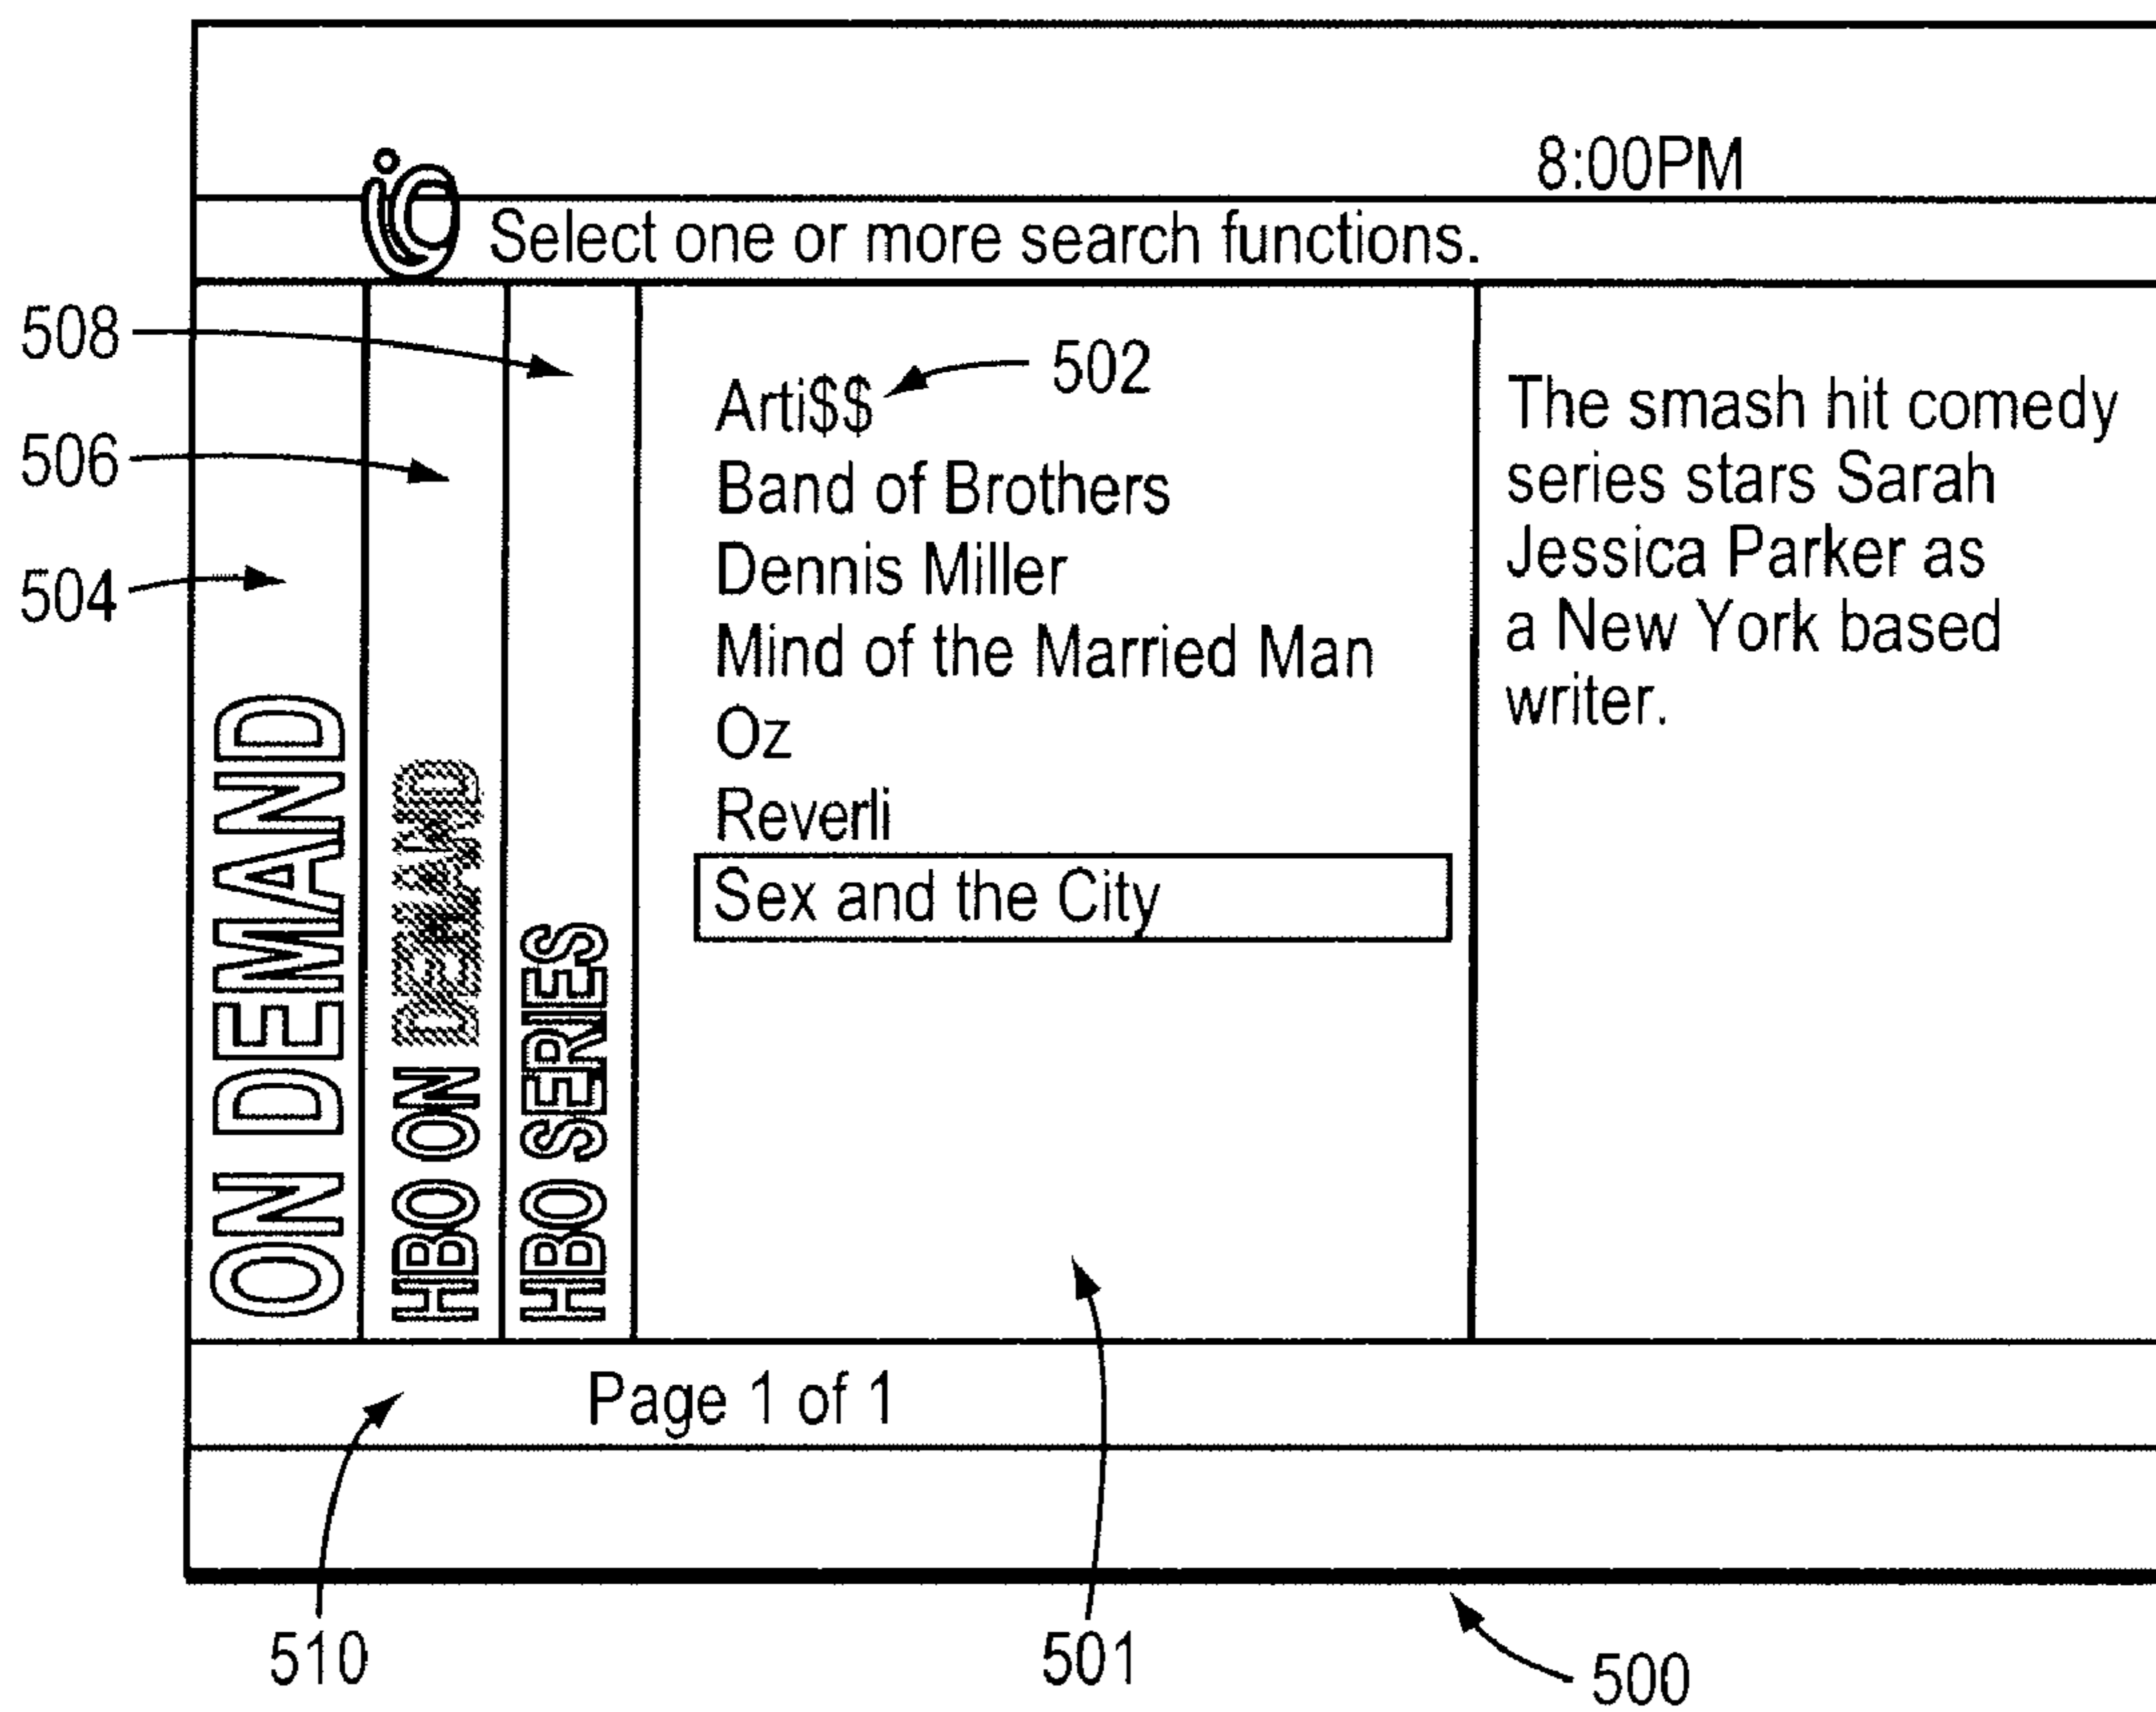 8:00PM
iO Select one or more search functions.
508
506
504
ON DEMAND
HBO ON DEMAND
HBO SERIES
502
Arti$$
Band of Brothers
Dennis Miller
Mind of the Married Man
Oz
Reverli
Sex and the City
The smash hit comedy
series stars Sarah
Jessica Parker as
a New York based
writer.
Page 1 of 1
510
501
500